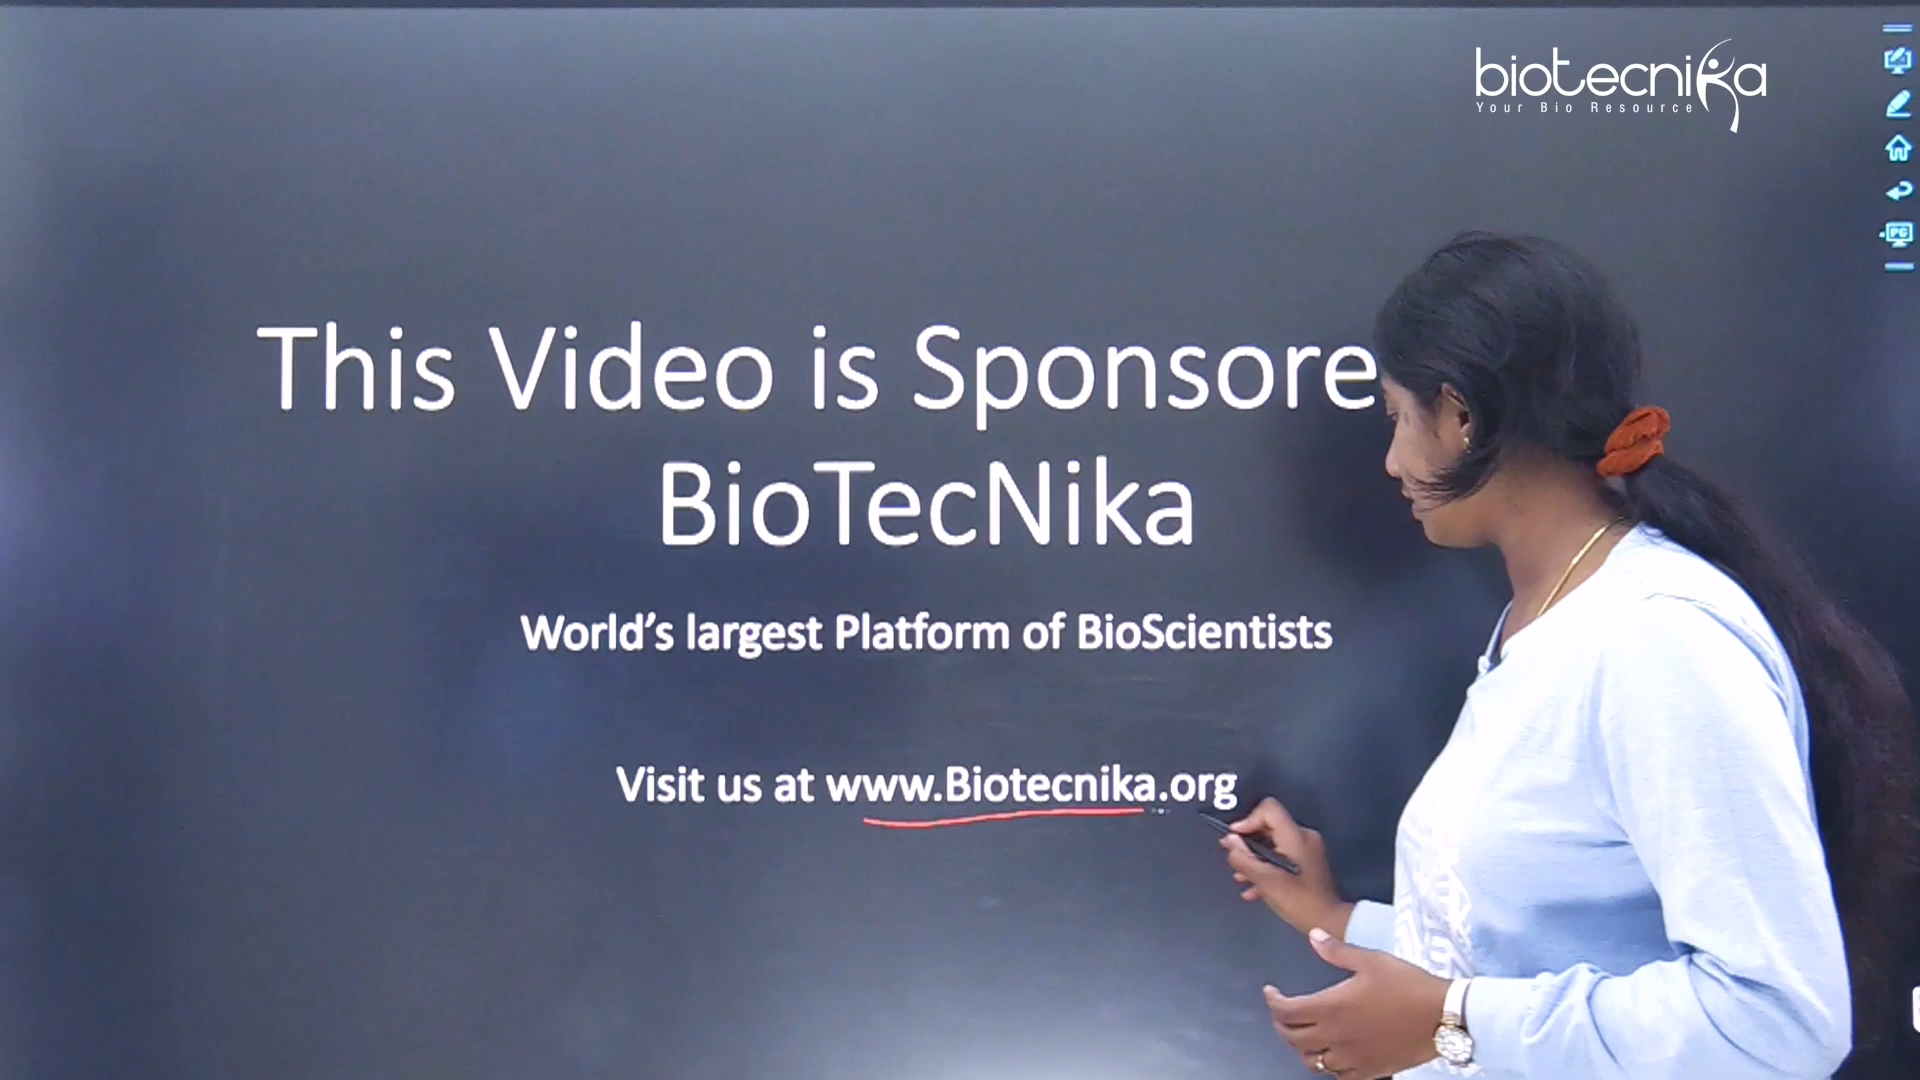 biotecnika
Your Bio Resource
PC
This Video is Sponsore
BioTecNika
World's largest Platform of BioScientists
Visit us at www.Biotecnika.org